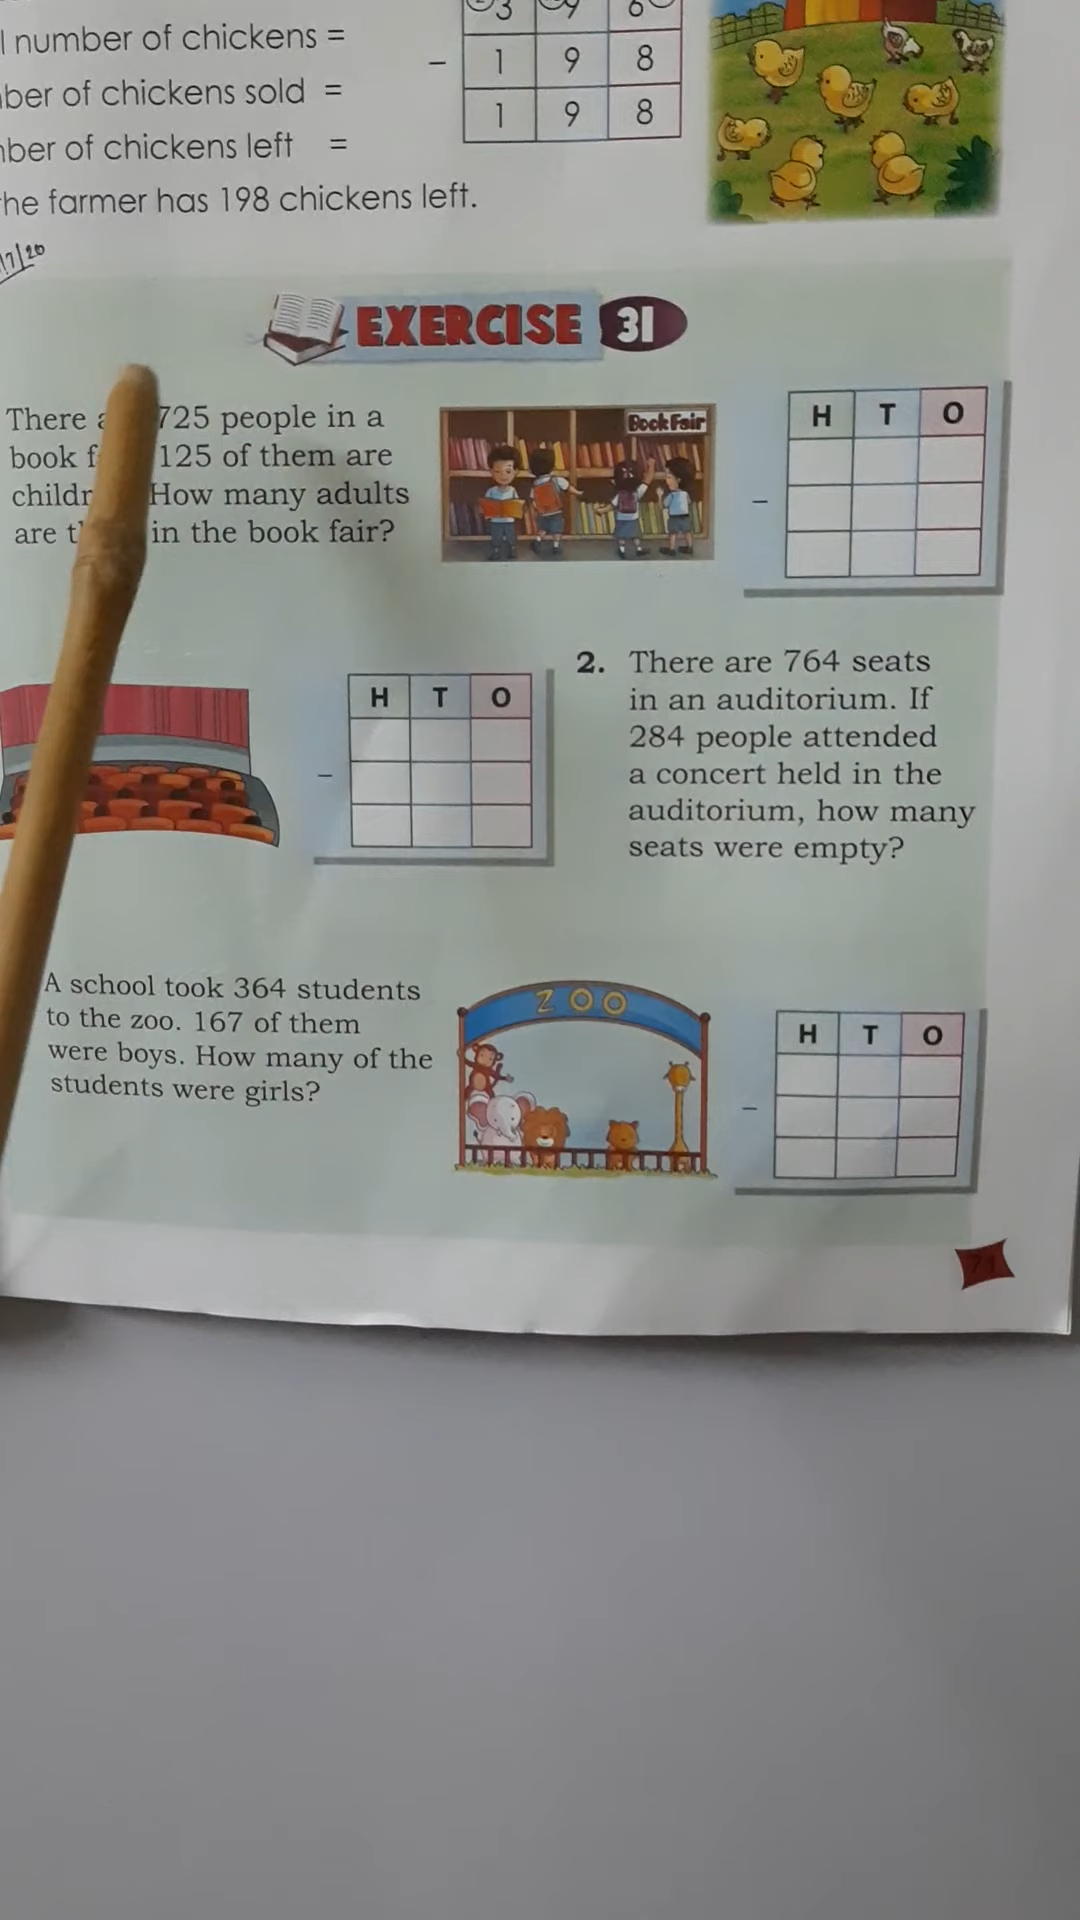 number of chickens =
of chickens sold =
of chickens left =
farmer has 198 chickens left.
3 9 6
- 1 9 8
1 9 8
EXERCISE 31
There 725 people in a
book 125 of them are
How many adults
are in the book fair?
Book Fair
H T O
-
H T O
-
2. There are 764 seats
in an auditorium. If
284 people attended
a concert held in the
auditorium, how many
seats were empty?
A school took 364 students
to the zoo. 167 of them
were boys. How many of the
students were girls?
ZOO
H T O
-